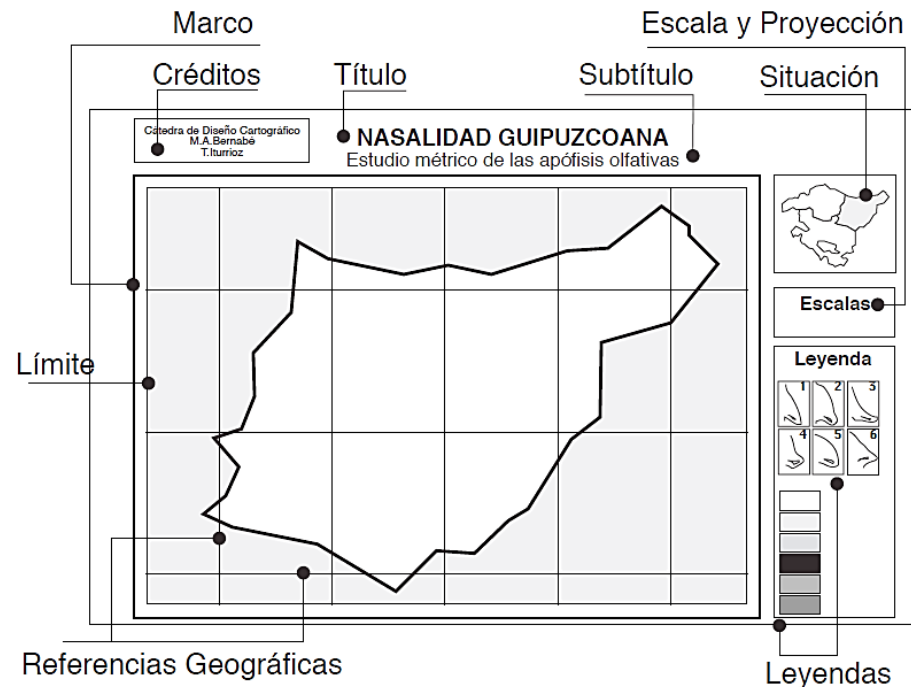 Marco
Escala y Proyección
Créditos
Título
Subtítulo
Situación
Cátedra de Diseño Cartográfico
M.A.Bernabé
T.Iturrioz
NASALIDAD GUIPUZCOANA
Estudio métrico de las apófisis olfativas
Escalas
Límite
Leyenda
1 2 3
4 5 6
Referencias Geográficas
Leyendas